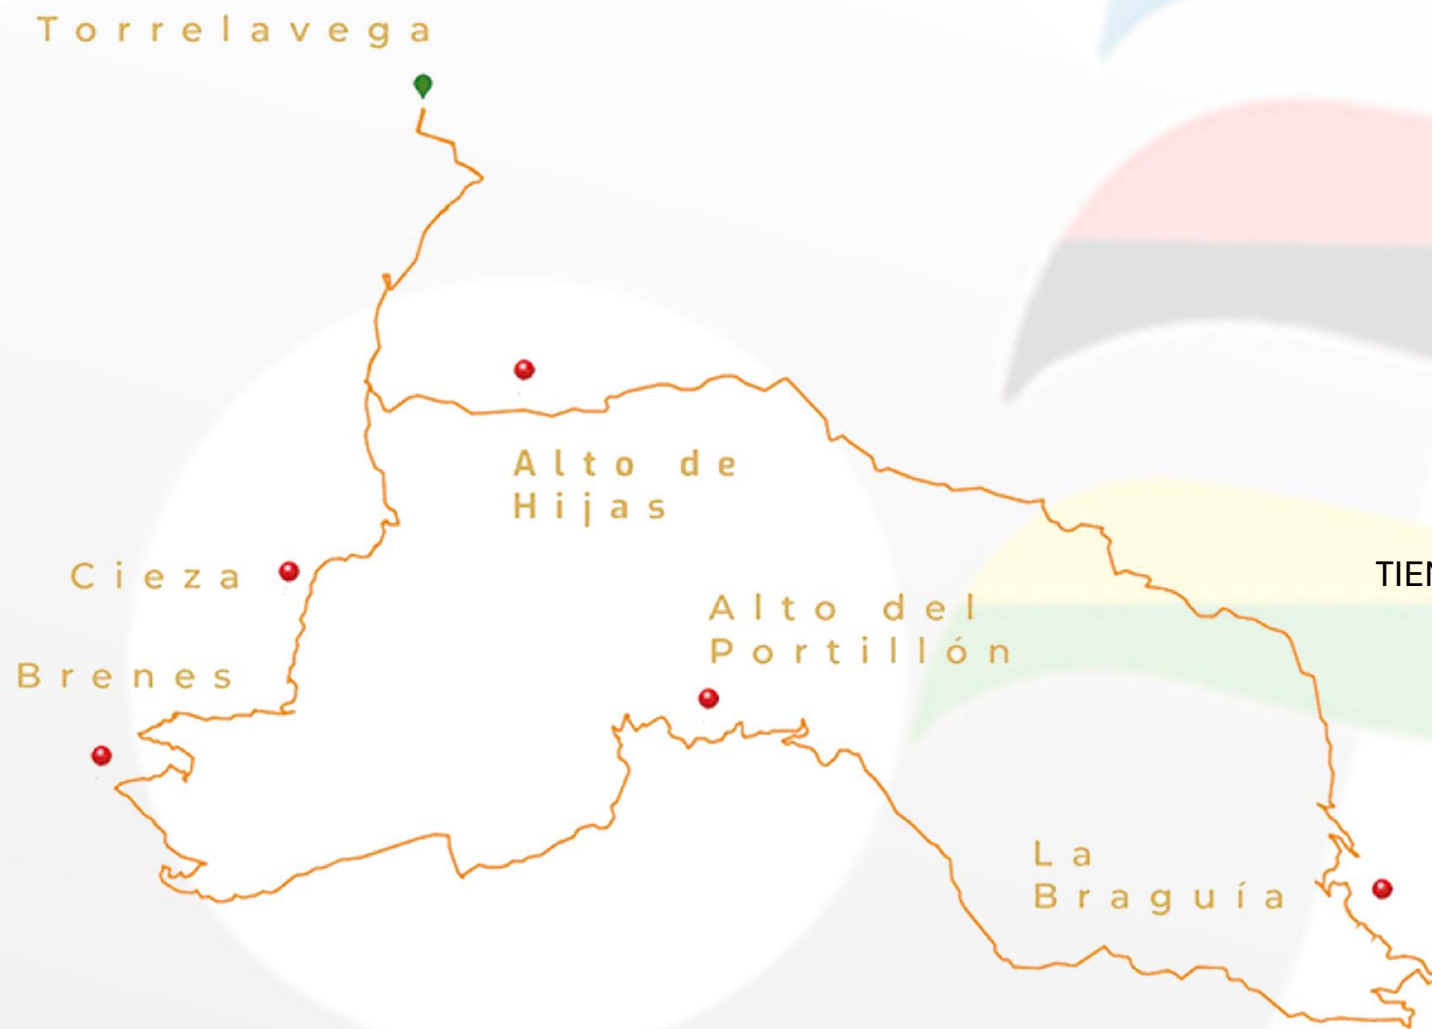 Torrelavega
Alto de
Hijas
Cieza
Alto del
Portillón
Brenes
La
Braguía